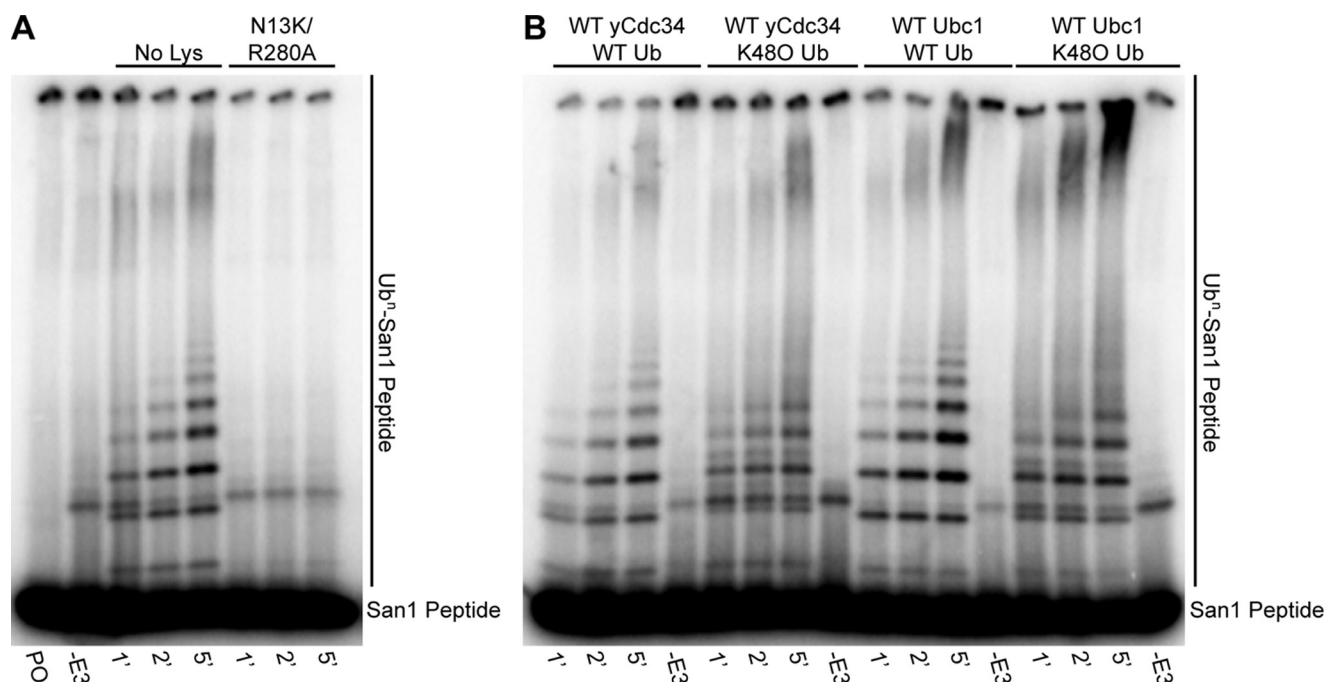 A
No Lys
N13K/
R280A
Ubⁿ-San1 Peptide
San1 Peptide
PO
-E3
1'
2'
5'
1'
2'
5'
B
WT yCdc34
WT Ub
WT yCdc34
K48O Ub
WT Ubc1
WT Ub
WT Ubc1
K48O Ub
Ubⁿ-San1 Peptide
San1 Peptide
1'
2'
5'
-E3
1'
2'
5'
-E3
1'
2'
5'
-E3
1'
2'
5'
-E3